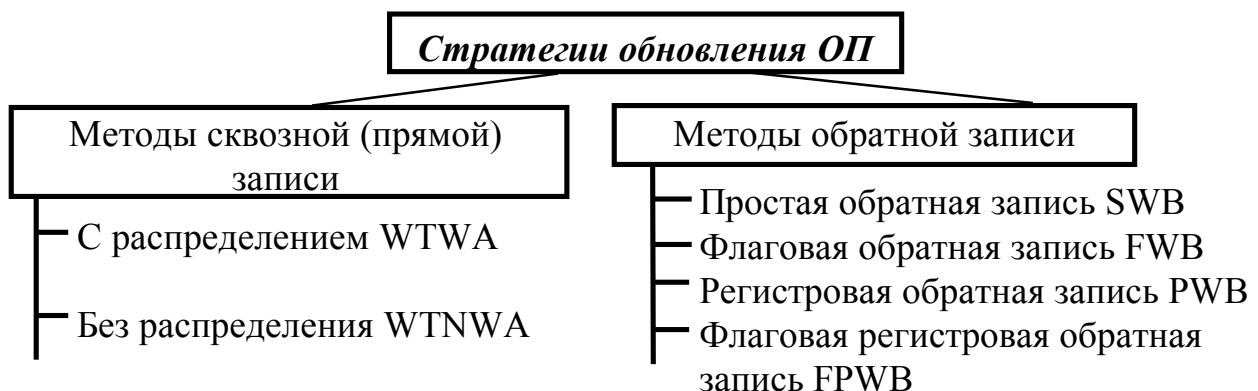 Стратегии обновления ОП
Методы сквозной (прямой)
записи
С распределением WTWA
Без распределения WTNWA
Методы обратной записи
Простая обратная запись SWB
Флаговая обратная запись FWB
Регистровая обратная запись PWB
Флаговая регистровая обратная
запись FPWB